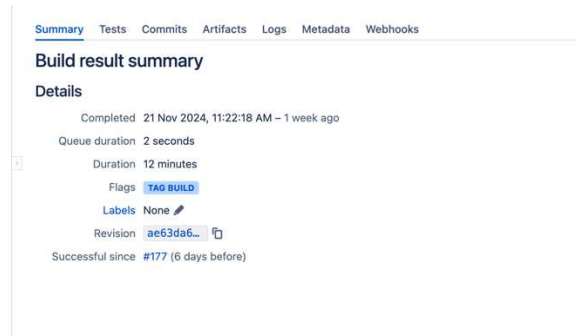 Summary Tests Commits Artifacts Logs Metadata Webhooks
Build result summary
Details
Completed 21 Nov 2024, 11:22:18 AM – 1 week ago
Queue duration 2 seconds
Duration 12 minutes
Flags TAG BUILD
Labels None
Revision ae63da6…
Successful since #177 (6 days before)